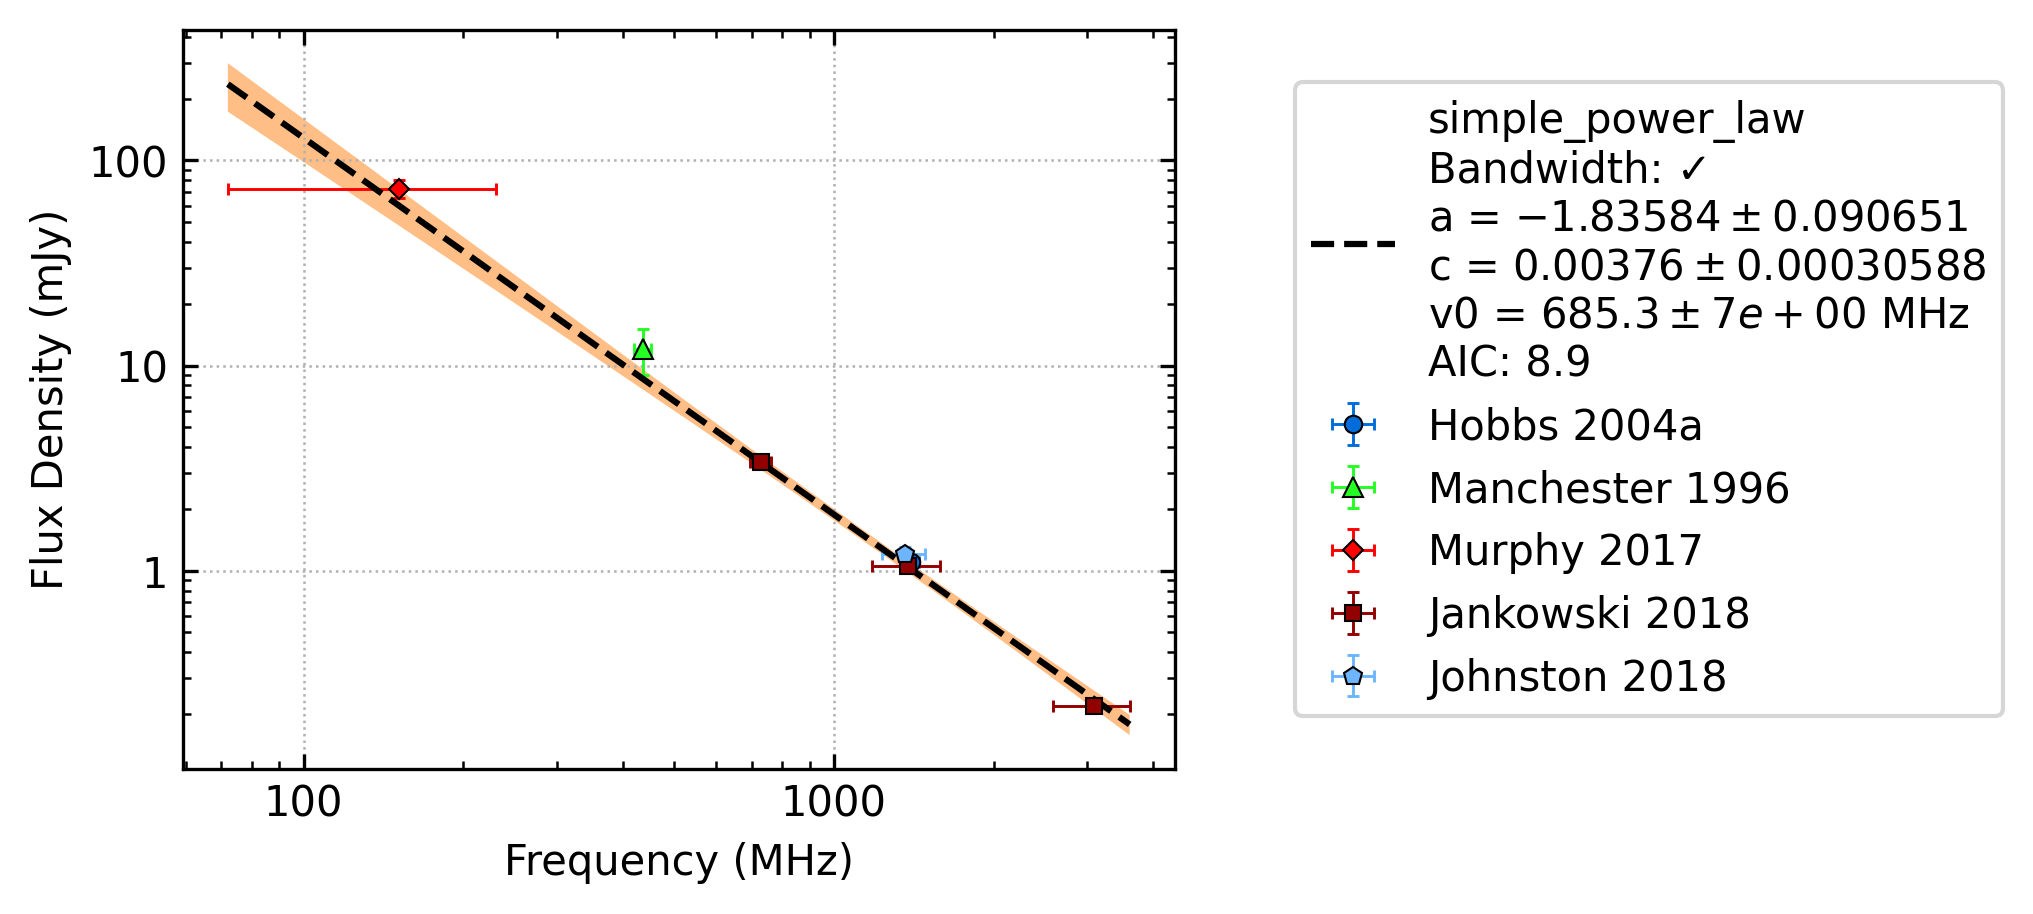 Flux Density (mJy)
100
10
1
100
1000
Frequency (MHz)
simple_power_law
Bandwidth: ✓
a = −1.83584 ± 0.090651
c = 0.00376 ± 0.00030588
v0 = 685.3 ± 7e + 00 MHz
AIC: 8.9
Hobbs 2004a
Manchester 1996
Murphy 2017
Jankowski 2018
Johnston 2018